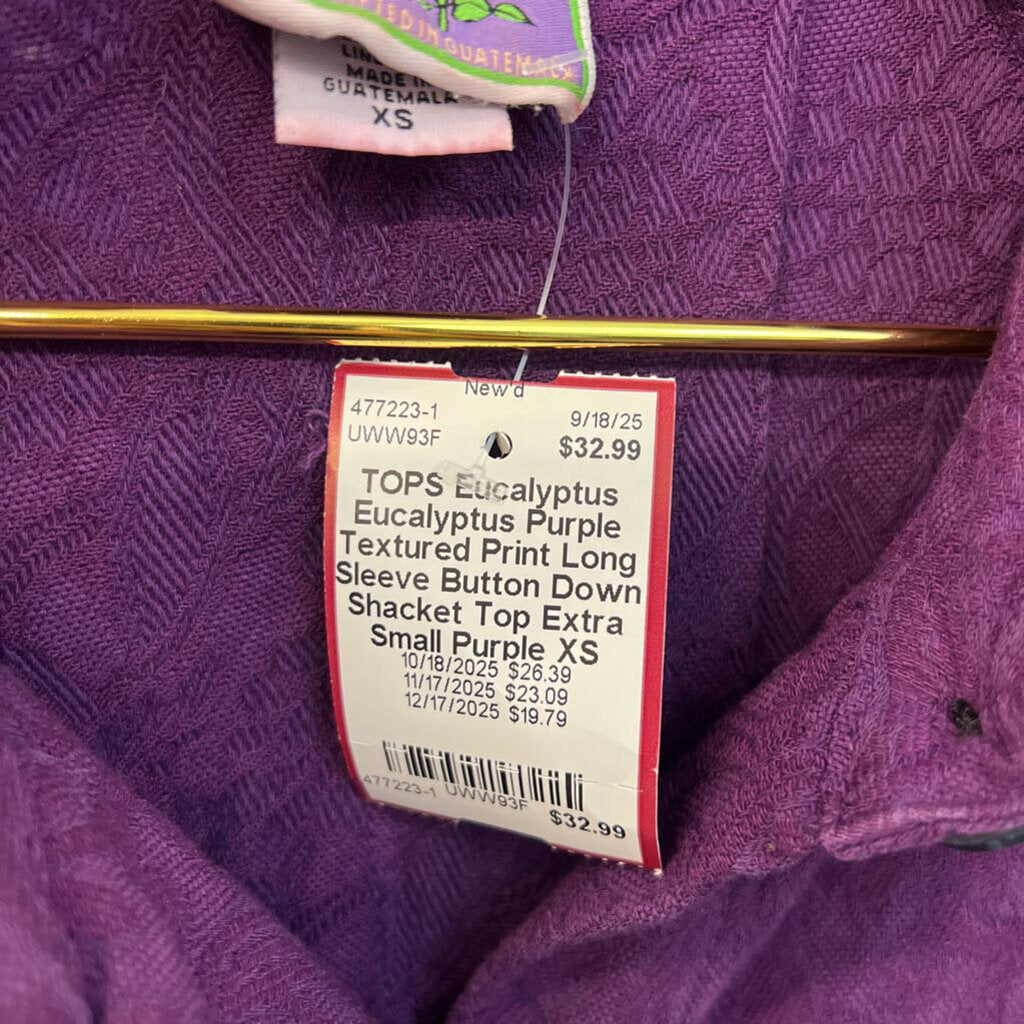 IN GUATEMALA
MADE IN
GUATEMALA
XS
New'd
477223-1
9/18/25
UWW93F
$32.99
TOPS Eucalyptus
Eucalyptus Purple
Textured Print Long
Sleeve Button Down
Shacket Top Extra
Small Purple XS
10/18/2025 $26.39
11/17/2025 $23.09
12/17/2025 $19.79
477223-1 UWW93F
$32.99